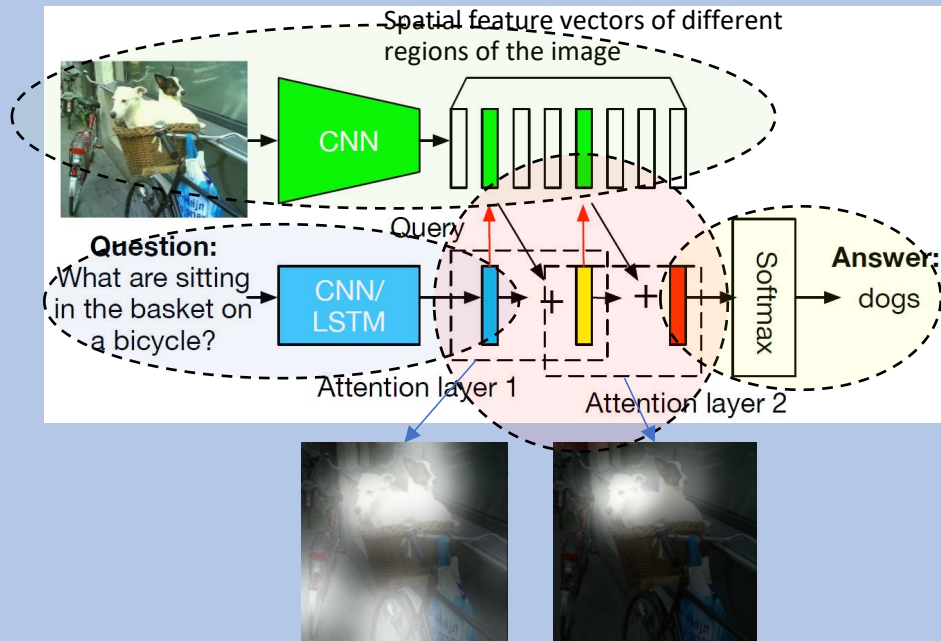 Spatial feature vectors of different
regions of the image
CNN
Query
Question:
What are sitting
in the basket on
a bicycle?
CNN/
LSTM
+
+
Softmax
Answer:
dogs
Attention layer 1
Attention layer 2